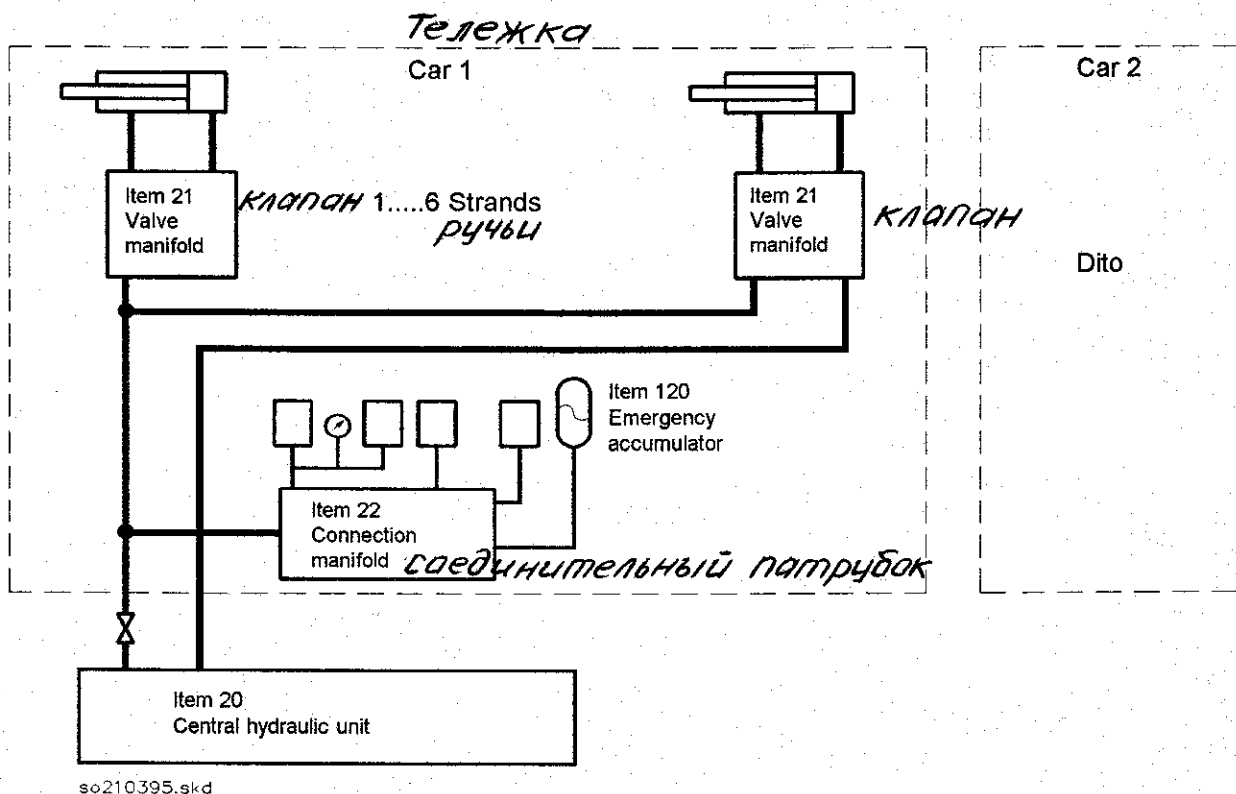 Тележка
Car 1
Car 2
Item 21
Valve
manifold
клапан 1.....6 Strands
ручьи
Item 21
Valve
manifold
клапан
Dito
Item 120
Emergency
accumulator
Item 22
Connection
manifold
соединительный патрубок
Item 20
Central hydraulic unit
so210395.skd